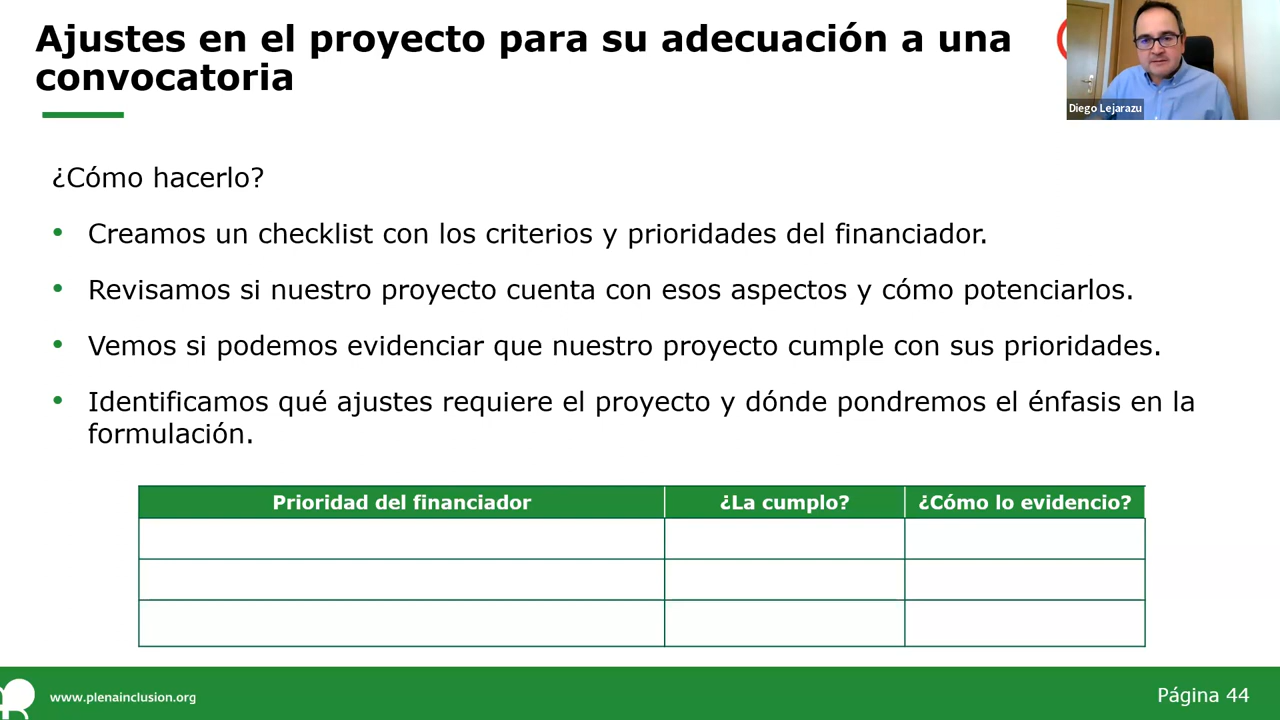 Ajustes en el proyecto para su adecuación a una
convocatoria
Diego Lejarazu
¿Cómo hacerlo?
• Creamos un checklist con los criterios y prioridades del financiador.
• Revisamos si nuestro proyecto cuenta con esos aspectos y cómo potenciarlos.
• Vemos si podemos evidenciar que nuestro proyecto cumple con sus prioridades.
• Identificamos qué ajustes requiere el proyecto y dónde pondremos el énfasis en la
formulación.
Prioridad del financiador ¿La cumplo? ¿Cómo lo evidencio?
www.plenainclusion.org
Página 44